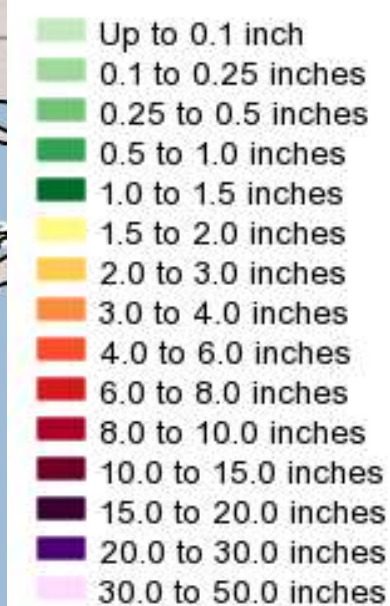 Up to 0.1 inch
0.1 to 0.25 inches
0.25 to 0.5 inches
0.5 to 1.0 inches
1.0 to 1.5 inches
1.5 to 2.0 inches
2.0 to 3.0 inches
3.0 to 4.0 inches
4.0 to 6.0 inches
6.0 to 8.0 inches
8.0 to 10.0 inches
10.0 to 15.0 inches
15.0 to 20.0 inches
20.0 to 30.0 inches
30.0 to 50.0 inches